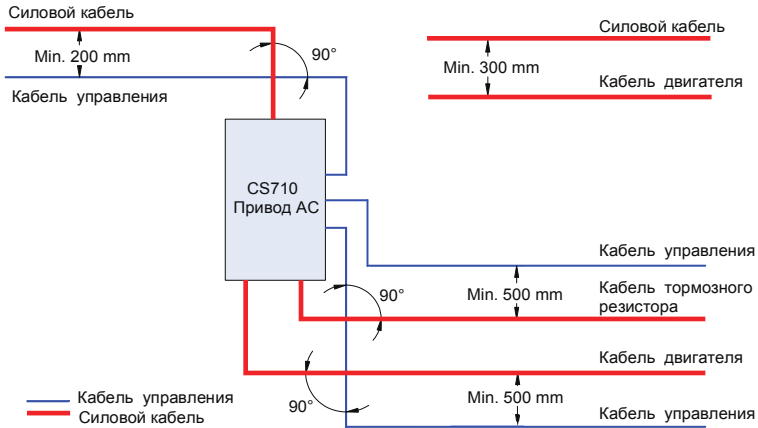 Силовой кабель
Min. 200 mm
90°
Кабель управления
Силовой кабель
Min. 300 mm
Кабель двигателя
CS710
Привод AC
Кабель управления
90°
Min. 500 mm
Кабель тормозного
резистора
Кабель двигателя
90°
Min. 500 mm
Кабель управления
Кабель управления
Силовой кабель